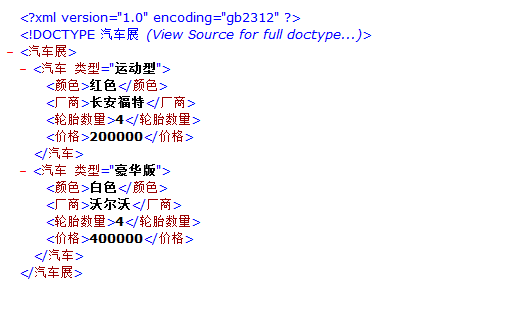 <?xml version="1.0" encoding="gb2312" ?>
<!DOCTYPE 汽车展 (View Source for full doctype...)>
- <汽车展>
- <汽车 类型="运动型">
<颜色>红色</颜色>
<厂商>长安福特</厂商>
<轮胎数量>4</轮胎数量>
<价格>200000</价格>
</汽车>
- <汽车 类型="豪华版">
<颜色>白色</颜色>
<厂商>沃尔沃</厂商>
<轮胎数量>4</轮胎数量>
<价格>400000</价格>
</汽车>
</汽车展>